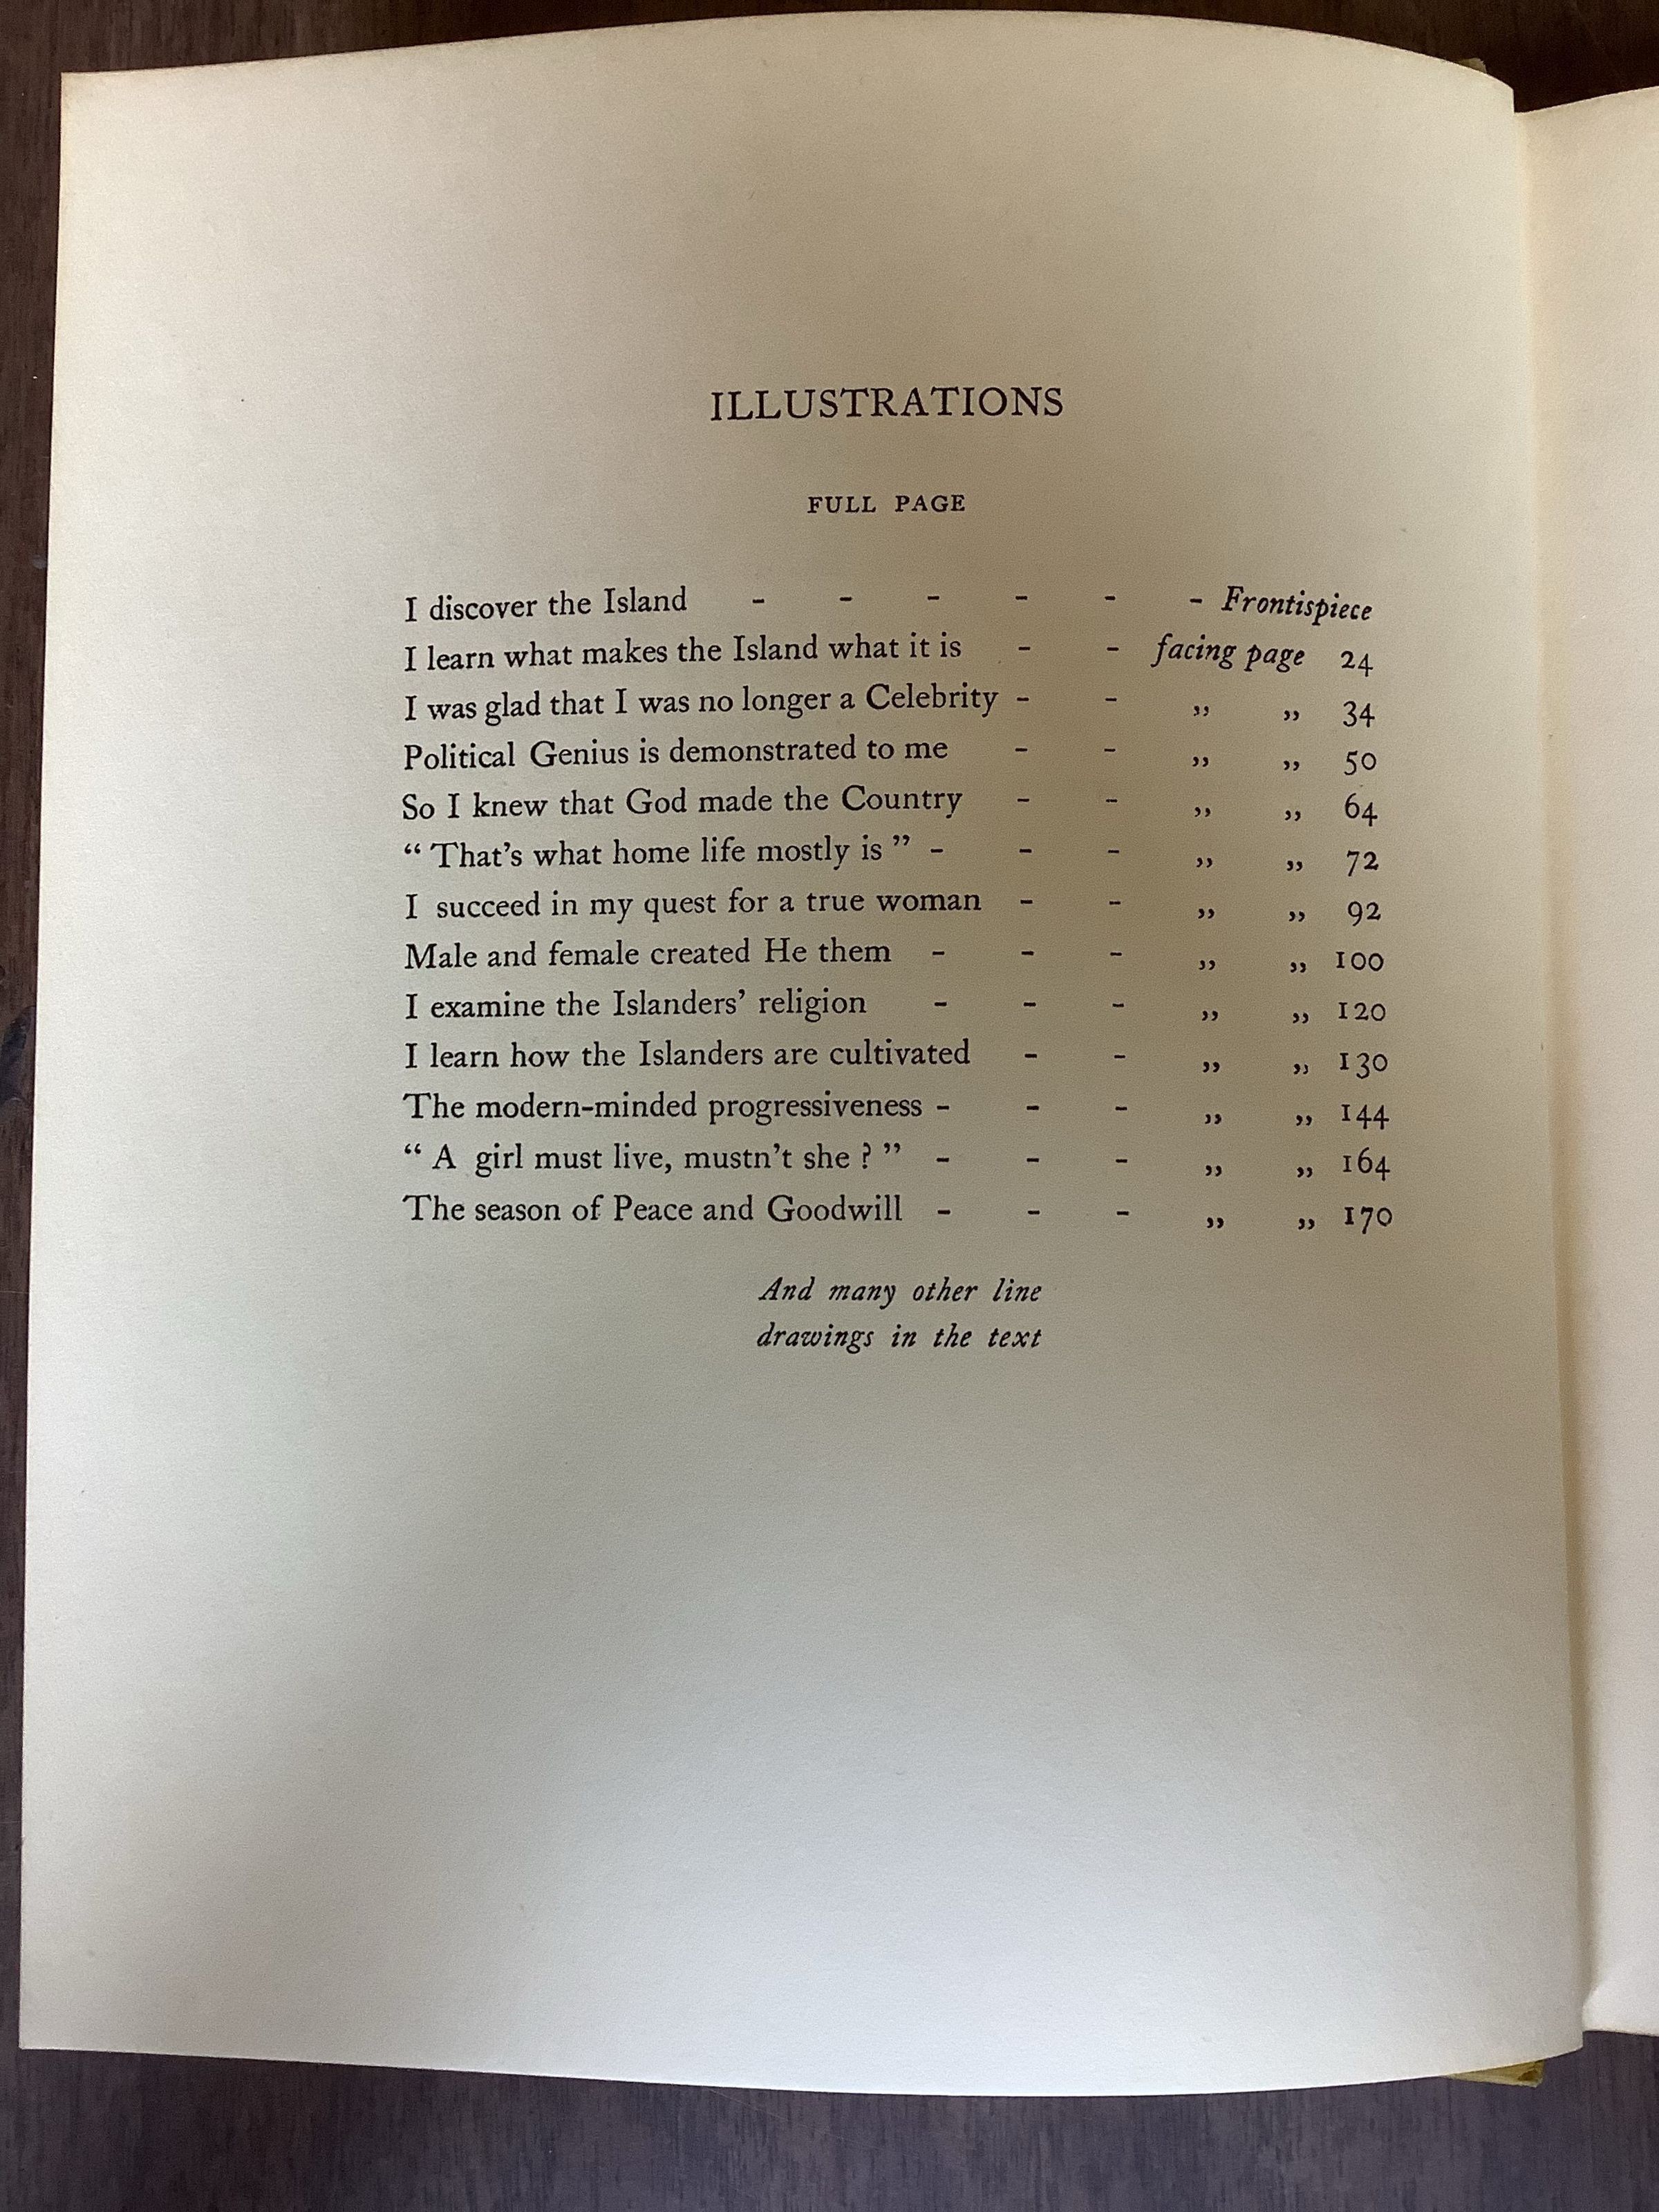 ILLUSTRATIONS
FULL PAGE
I discover the Island - - - - - - Frontispiece
I learn what makes the Island what it is - - facing page 24
I was glad that I was no longer a Celebrity - - „ „ 34
Political Genius is demonstrated to me - - „ „ 50
So I knew that God made the Country - - „ „ 64
“ That’s what home life mostly is ” - - - „ „ 72
I succeed in my quest for a true woman - - „ „ 92
Male and female created He them - - - „ „ 100
I examine the Islanders’ religion - - - „ „ 120
I learn how the Islanders are cultivated - - „ „ 130
The modern-minded progressiveness - - - „ „ 144
“ A girl must live, mustn’t she ? ” - - - „ „ 164
The season of Peace and Goodwill - - - „ „ 170
And many other line
drawings in the text